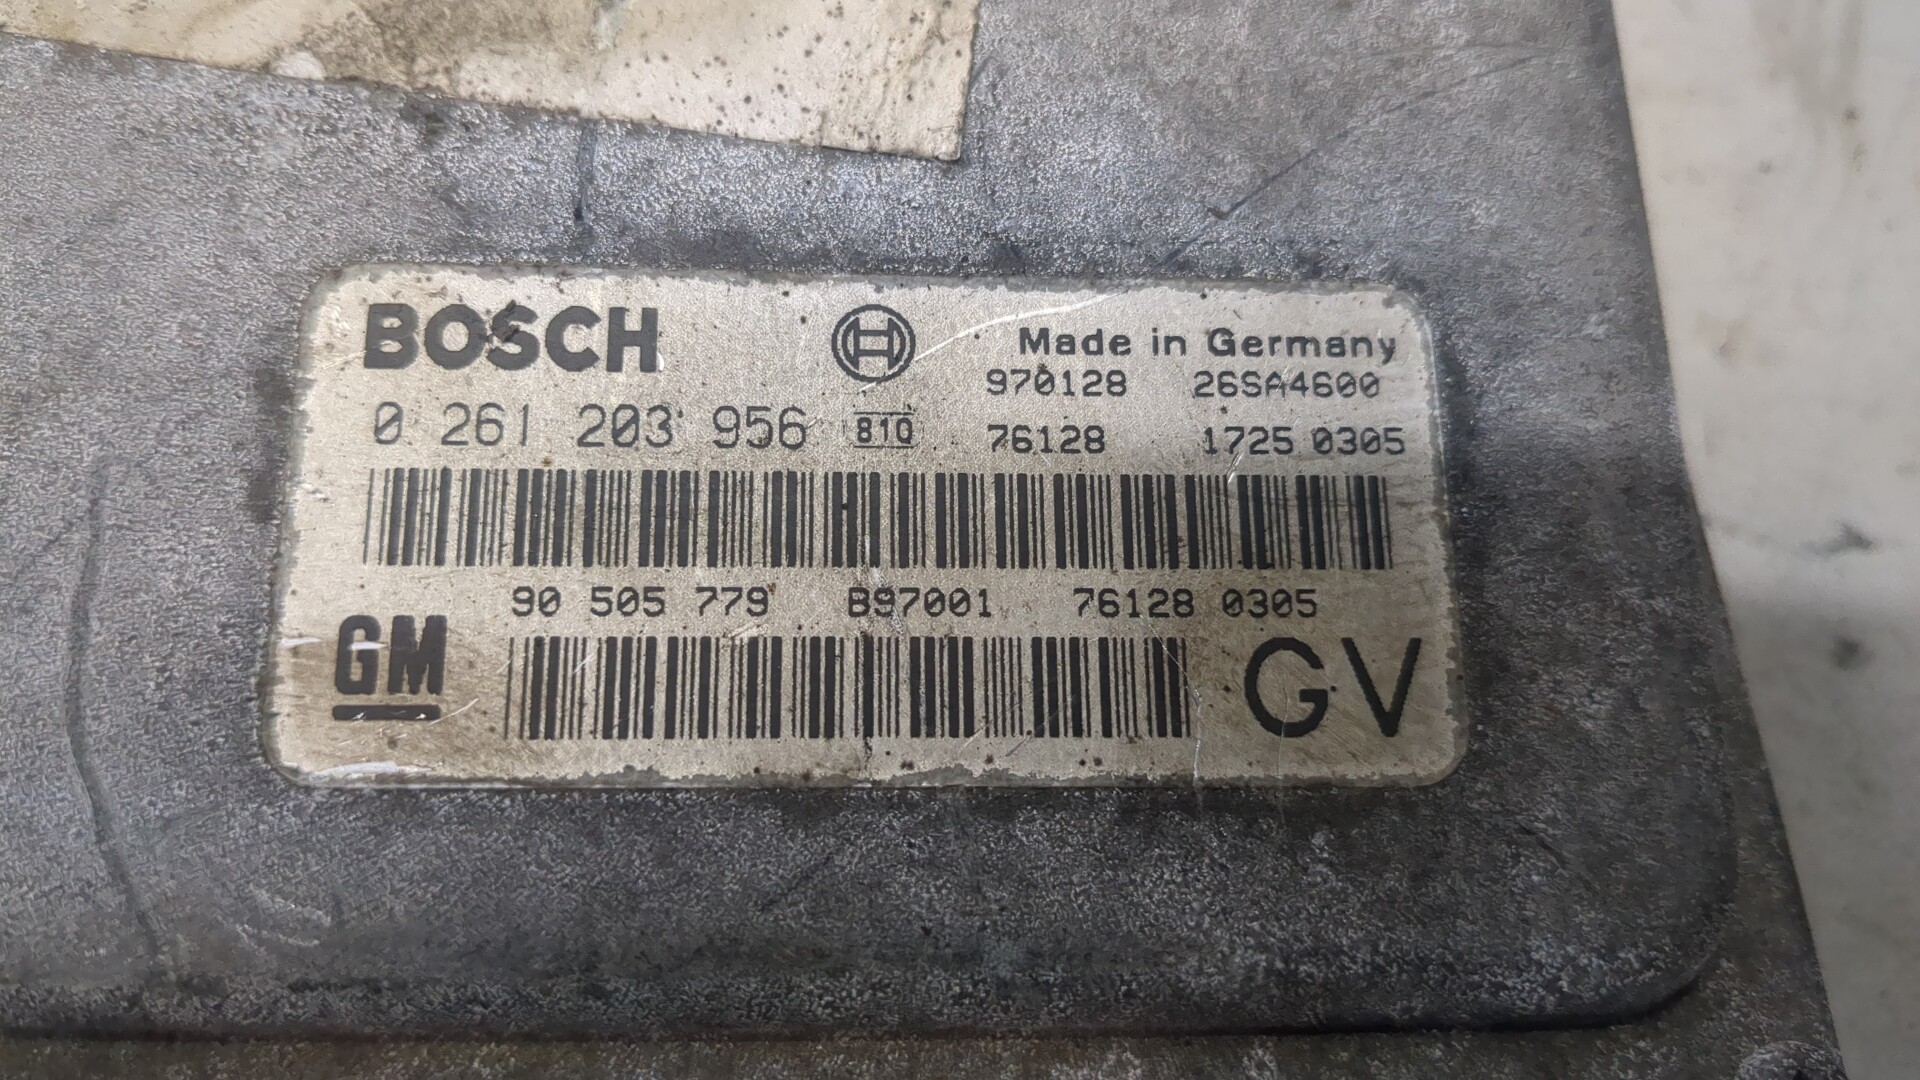 BOSCH Made in Germany
970128 26SA4600
0 261 203 956 810 76128 1725 0305
90 505 779 B97001 76128 0305
GM GV